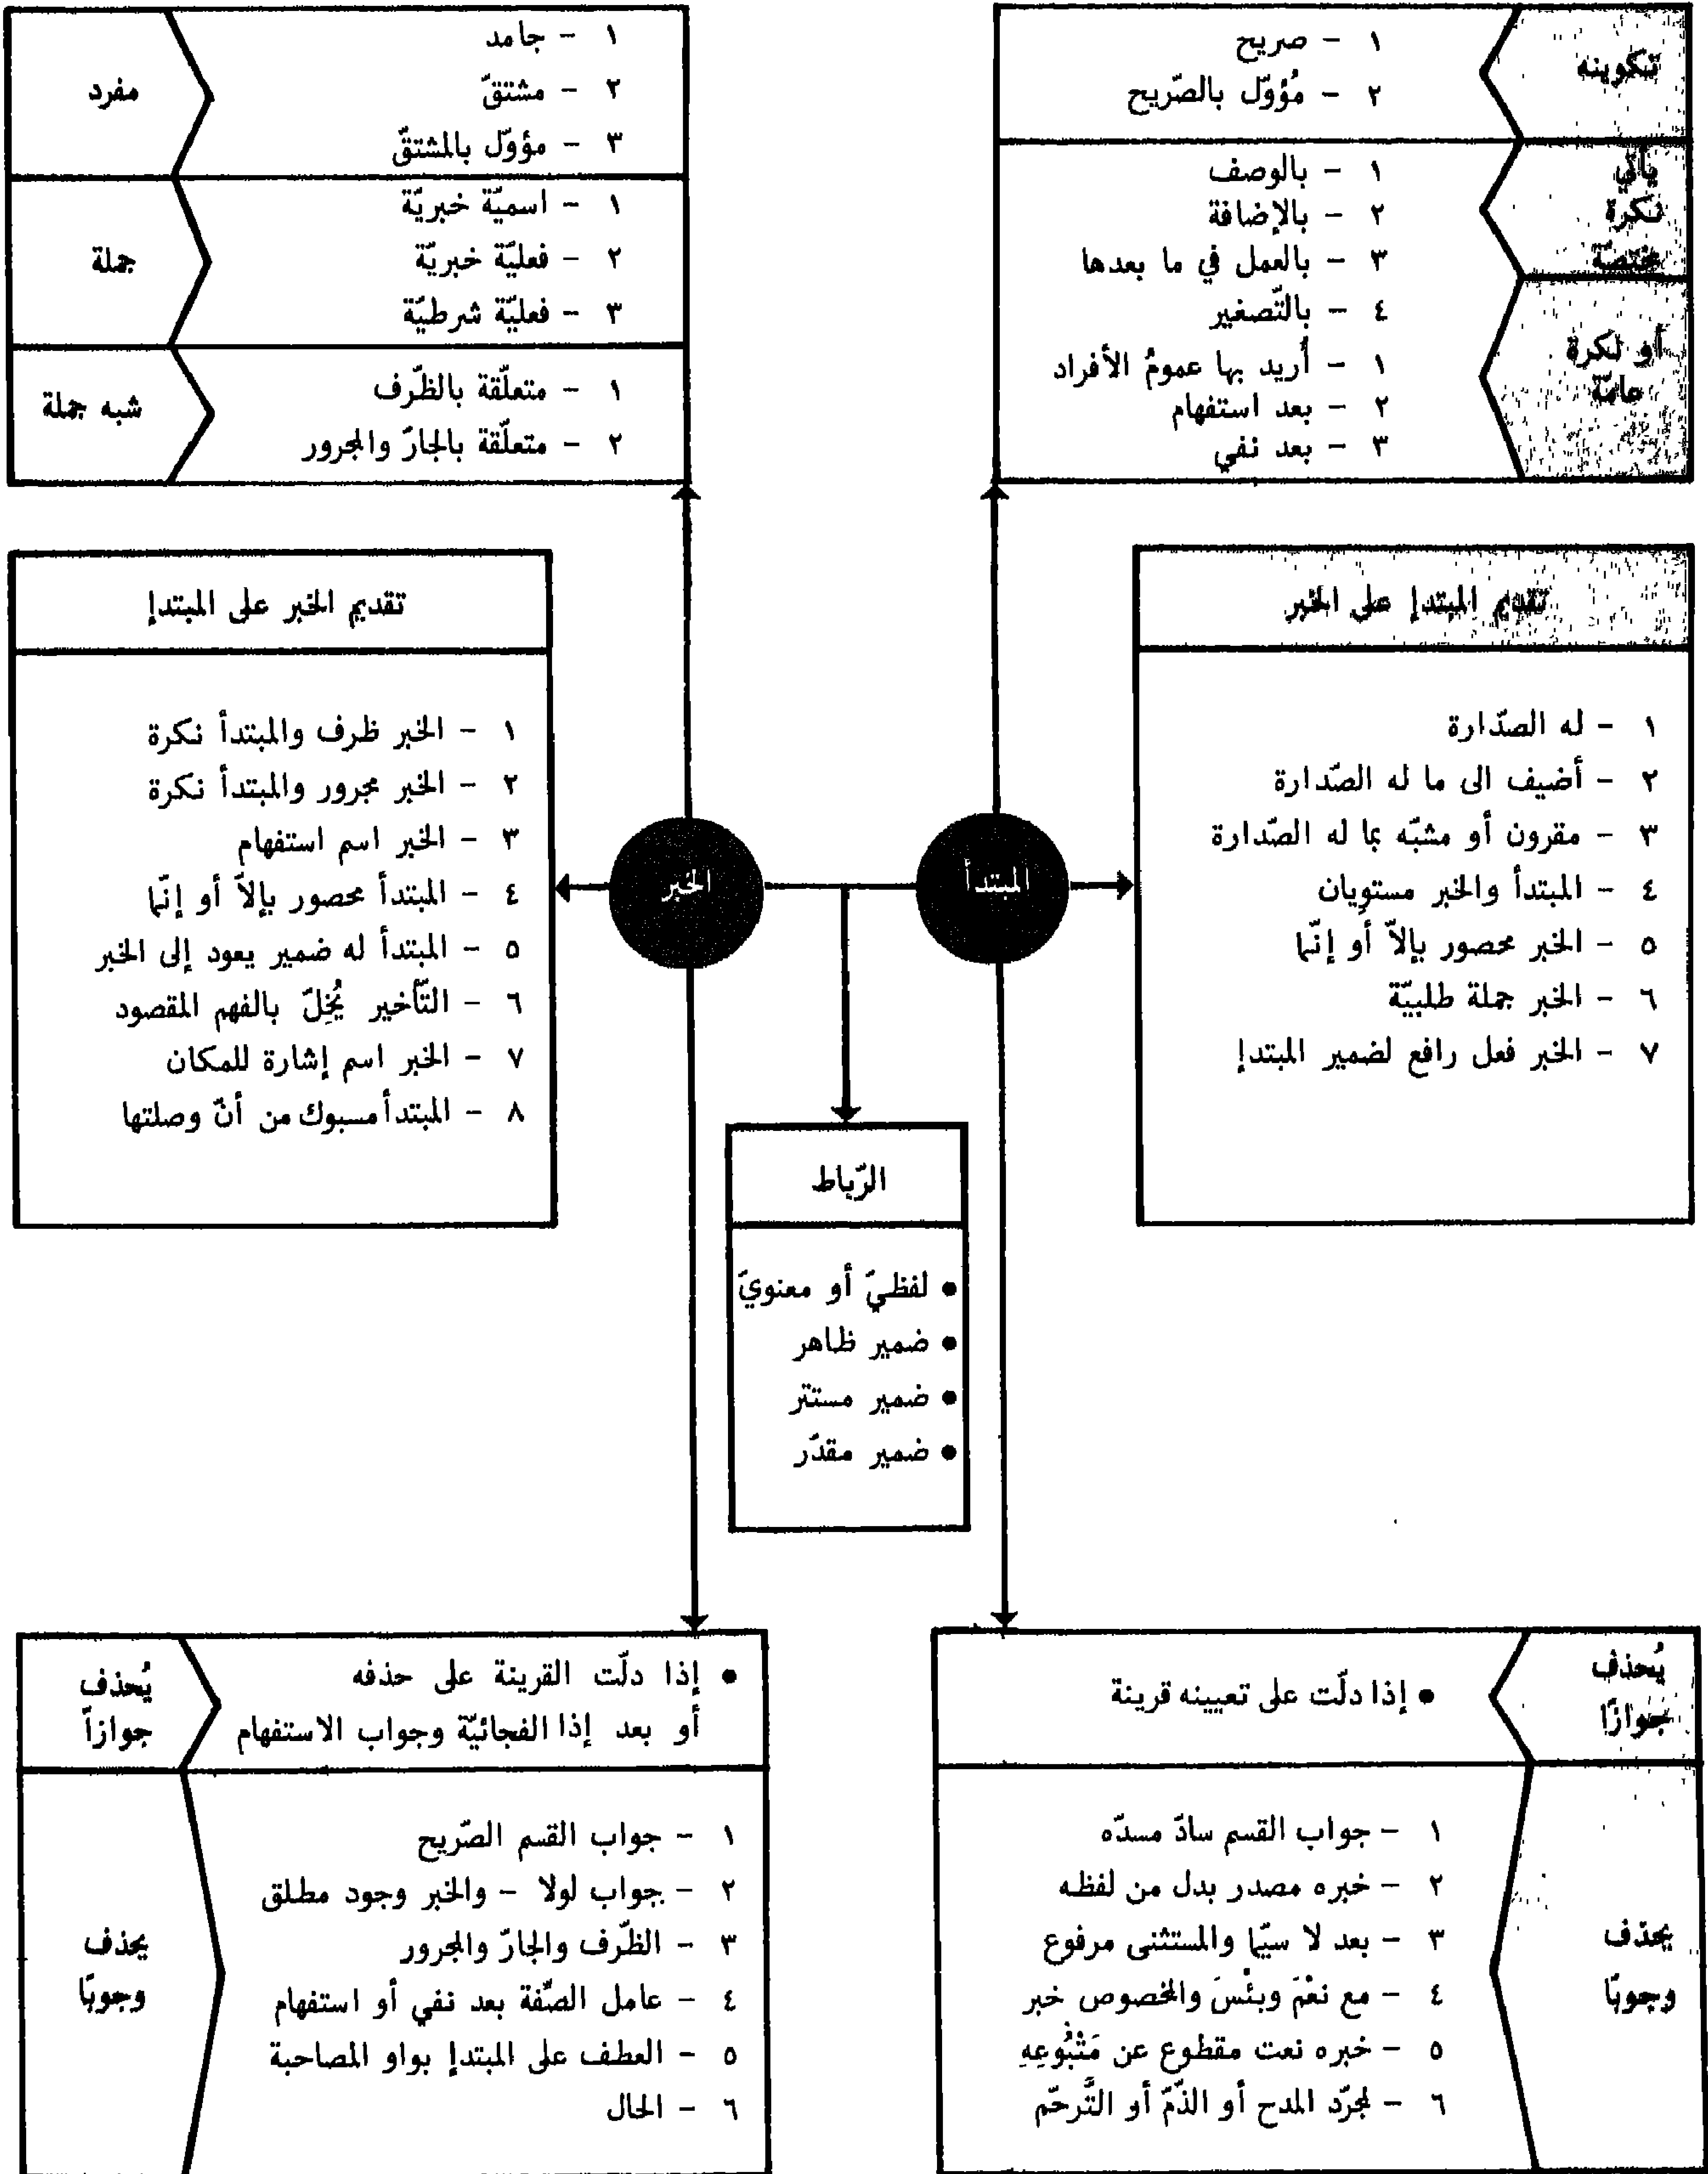 تكوينه
١ - صريح
٢ - مُؤوّل بالصّريح
يأتي
نكرة
مختصة
١ - بالوصف
٢ - بالإضافة
٣ - بالعمل في ما بعدها
٤ - بالتّصغير
أو نكرة
عامّة
١ - أُريد بها عمومُ الأفراد
٢ - بعد استفهام
٣ - بعد نفي
مفرد
١ - جامد
٢ - مشتقّ
٣ - مؤوّل بالمشتقّ
جملة
١ - اسميّة خبريّة
٢ - فعليّة خبريّة
٣ - فعليّة شرطيّة
شبه جملة
١ - متعلّقة بالظّرف
٢ - متعلّقة بالجارّ والمجرور
تقديم المبتدإ على الخبر
١ - له الصّدارة
٢ - أضيف الى ما له الصّدارة
٣ - مقرون أو مشبّه بما له الصّدارة
٤ - المبتدأ والخبر مستويان
٥ - الخبر محصور بإلاّ أو إنّما
٦ - الخبر جملة طلبيّة
٧ - الخبر فعل رافع لضمير المبتدإ
المبتدأ
الخبر
تقديم الخبر على المبتدإ
١ - الخبر ظرف والمبتدأ نكرة
٢ - الخبر مجرور والمبتدأ نكرة
٣ - الخبر اسم استفهام
٤ - المبتدأ محصور بإلاّ أو إنّما
٥ - المبتدأ له ضمير يعود إلى الخبر
٦ - التّأخير يُخِلّ بالفهم المقصود
٧ - الخبر اسم إشارة للمكان
٨ - المبتدأ مسبوك من أنّ وصلتها
الرّباط
• لفظيّ أو معنويّ
• ضمير ظاهر
• ضمير مستتر
• ضمير مقدّر
يُحذف
جوازًا
• إذا دلّت على تعيينه قرينة
يحذف
وجوبًا
١ - جواب القسم سادّ مسدّه
٢ - خبره مصدر بدل من لفظه
٣ - بعد لا سيّما والمستثنى مرفوع
٤ - مع نعْمَ وبئْسَ والمخصوص خبر
٥ - خبره نعت مقطوع عن مَتْبُوعِهِ
٦ - لمجرّد المدح أو الذّمّ أو التَّرحّم
يُحذف
جوازاً
• إذا دلّت القرينة على حذفه
أو بعد إذا الفجائيّة وجواب الاستفهام
يحذف
وجوبًا
١ - جواب القسم الصّريح
٢ - جواب لولا - والخبر وجود مطلق
٣ - الظّرف والجارّ والمجرور
٤ - عامل الصّفة بعد نفي أو استفهام
٥ - العطف على المبتدإ بواو المصاحبة
٦ - الحال